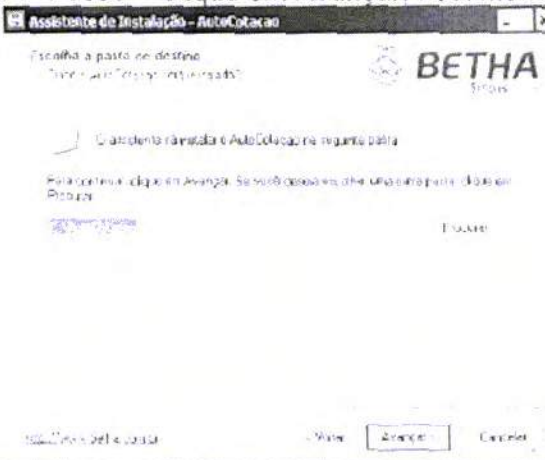 Assistente de Instalação - AutoCotacao
Escolha a pasta de destino
BETHA
O assistente irá instalar o AutoCotacao na seguinte pasta
Para continuar, clique em Avançar. Se você deseja escolher uma outra pasta, clique em
Procurar
Procurar
Voltar
Avançar
Cancelar